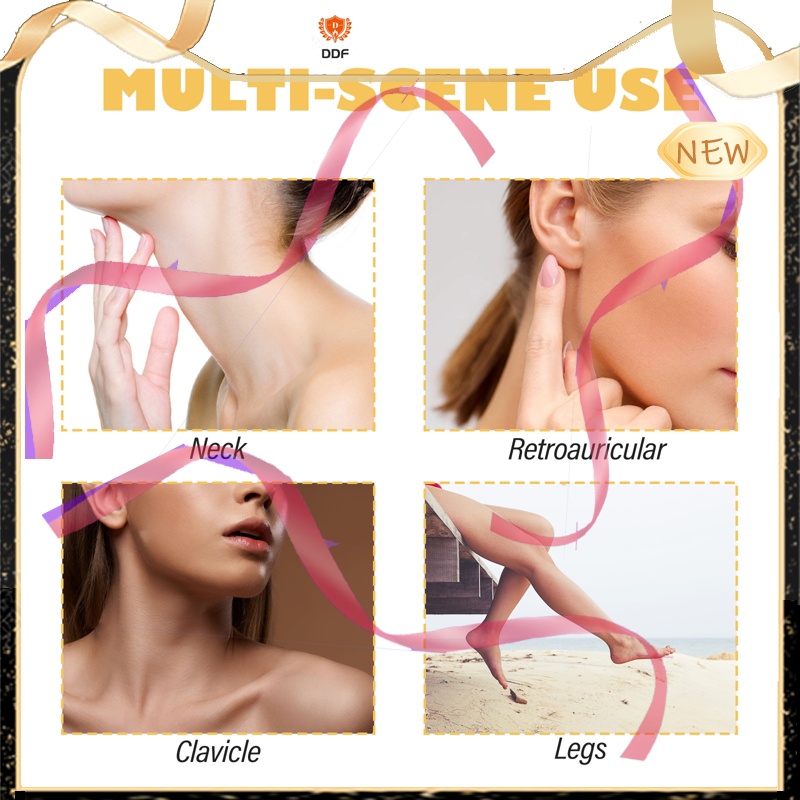 D
DDF
MULTI-SCENE USE
NEW
Neck
Retroauricular
Clavicle
Legs